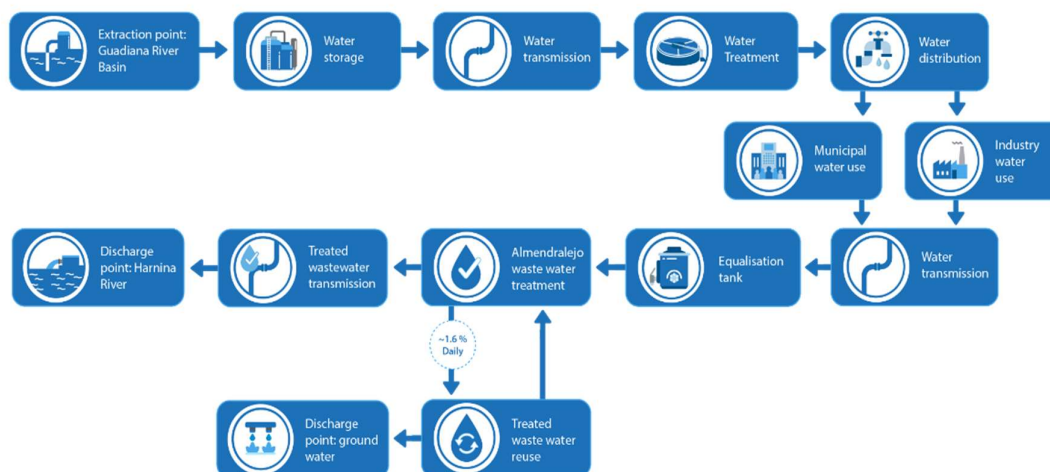 Extraction point:
Guadiana River
Basin
Water
storage
Water
transmission
Water
Treatment
Water
distribution
Municipal
water use
Industry
water
use
Discharge
point: Harnina
River
Treated
wastewater
transmission
Almendralejo
waste water
treatment
Equalisation
tank
Water
transmission
~1.6 %
Daily
Discharge
point: ground
water
Treated
waste water
reuse